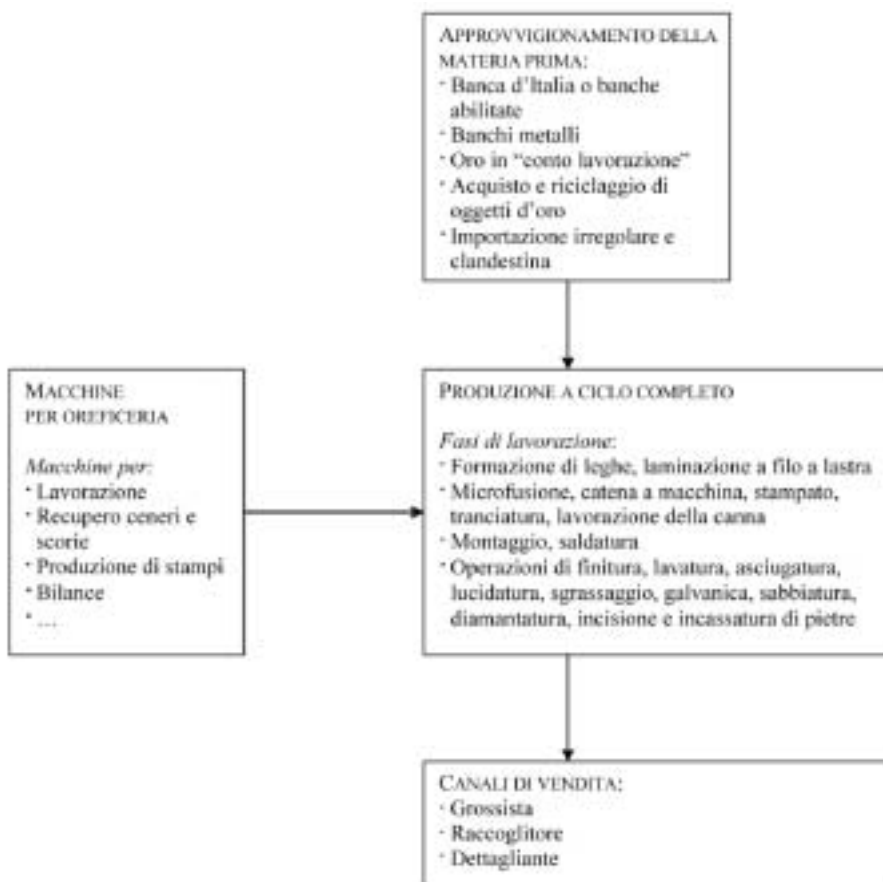 APPROVVIGIONAMENTO DELLA
MATERIA PRIMA:
· Banca d'Italia o banche
abilitate
· Banchi metalli
· Oro in "conto lavorazione"
· Acquisto e riciclaggio di
oggetti d'oro
· Importazione irregolare e
clandestina
MACCHINE
PER OREFICERIA
Macchine per:
· Lavorazione
· Recupero ceneri e
scorie
· Produzione di stampi
· Bilance
· …
PRODUZIONE A CICLO COMPLETO
Fasi di lavorazione:
· Formazione di leghe, laminazione a filo a lastra
· Microfusione, catena a macchina, stampato,
tranciatura, lavorazione della canna
· Montaggio, saldatura
· Operazioni di finitura, lavatura, asciugatura,
lucidatura, sgrassaggio, galvanica, sabbiatura,
diamantatura, incisione e incassatura di pietre
CANALI DI VENDITA:
· Grossista
· Raccoglitore
· Dettagliante